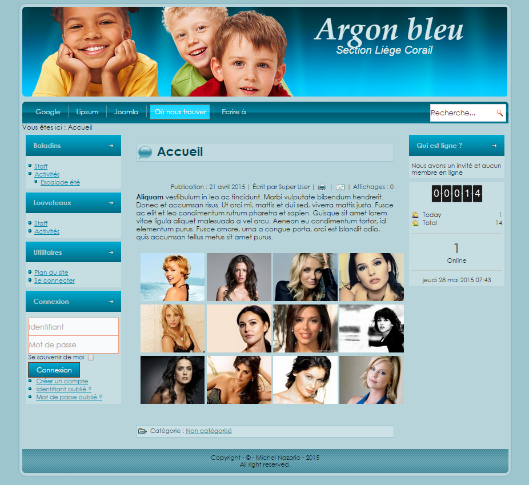 Argon bleu
Section Liège Corail
Google
Lipsum
Joomla
Où nous trouver
Ecrire à
Recherche...
Vous êtes ici : Accueil
Baladins
Staff
Activités
Escalade été
Louveteaux
Staff
Activités
Utilitaires
Plan du site
Se connecter
Connexion
Identifiant
Mot de passe
Se souvenir de moi
Connexion
Créer un compte
Identifiant oublié ?
Mot de passe oublié ?
Accueil
Publication : 21 avril 2015 | Écrit par Super User | | | Affichages : 0
Aliquam vestibulum in leo ac tincidunt. Morbi vulputate bibendum hendrerit.
Donec et accumsan risus. Ut orci mi, mattis et dui sed, viverra mattis justo. Fusce
ac elit et leo condimentum rutrum pharetra et sapien. Quisque sit amet lorem
vitae ligula aliquet malesuada a vel arcu. Aenean eu condimentum tortor, id
elementum purus. Fusce ornare, urna a congue porta, orci est blandit odio,
quis accumsan tellus metus sit amet purus.
Catégorie : Non catégorisé
Qui est ligne ?
Nous avons un invité et aucun
membre en ligne
00014
Today 1
Total 14
1
Online
jeudi 28 mai 2015 07:43
Copyright - © - Michel Nazario - 2015
All right reserved.